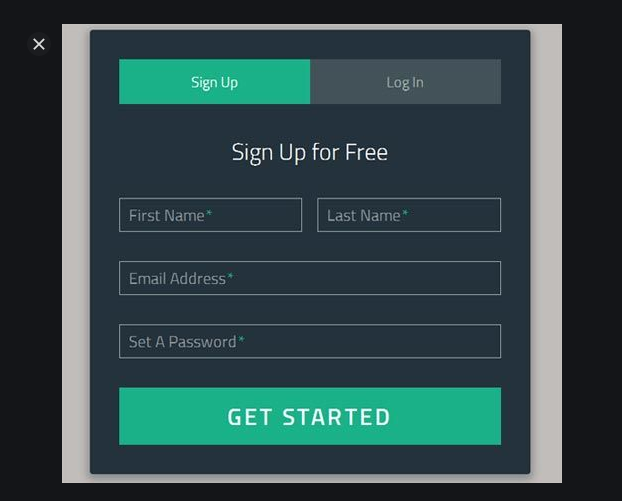 Sign Up Log In
Sign Up for Free
First Name* Last Name*
Email Address*
Set A Password*
GET STARTED